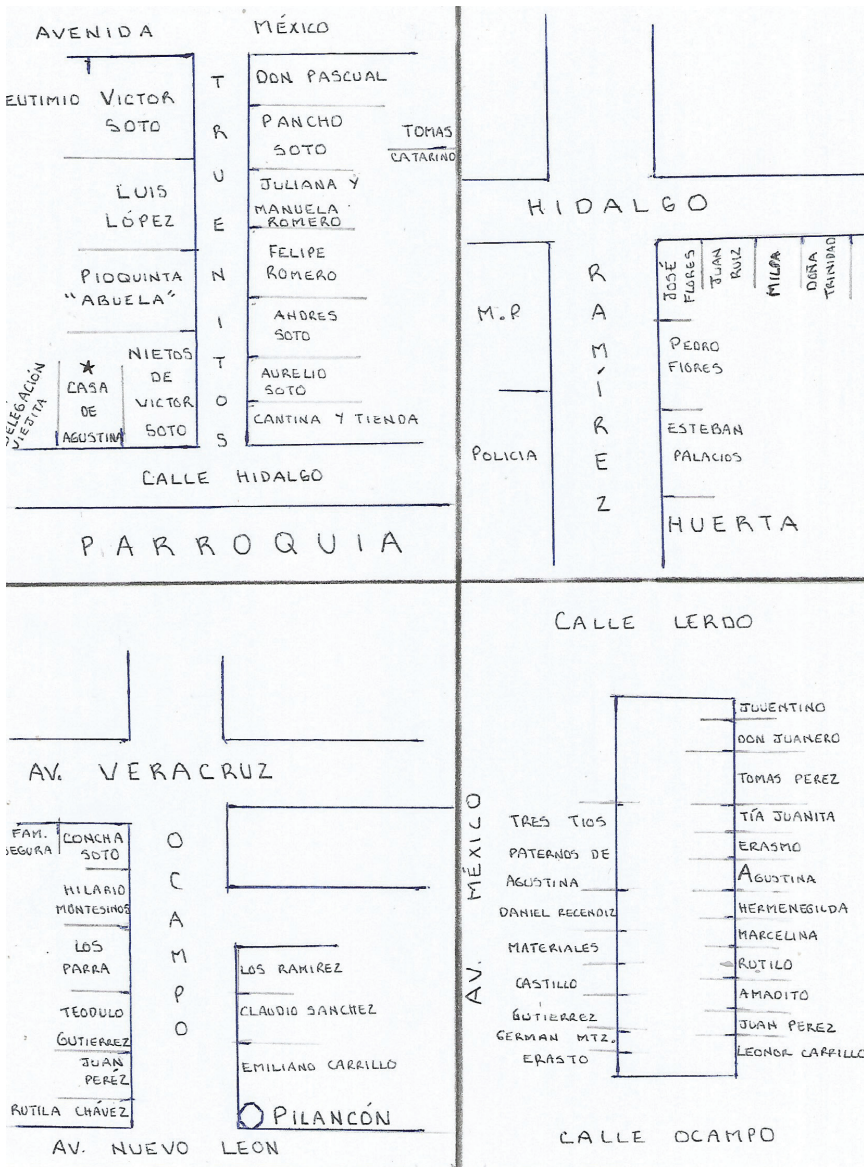 AVENIDA MÉXICO
EUTIMIO VICTOR
SOTO
LUIS
LÓPEZ
PIOQUINTA
"ABUELA"
DELEGACIÓN
VIEJITA
★
CASA
DE
AGUSTINA
NIETOS
DE
VICTOR
SOTO
TRUENITOS
DON PASCUAL
PANCHO
SOTO
TOMAS
CATARINO
JULIANA Y
MANUELA
ROMERO
FELIPE
ROMERO
ANDRES
SOTO
AURELIO
SOTO
CANTINA Y TIENDA
CALLE HIDALGO
PARROQUIA
HIDALGO
M.P.
POLICIA
RAMÍREZ
JOSÉ
FLORES
JUAN
RUIZ
MILPA
DOÑA
TRINIDAD
PEDRO
FlORES
ESTEBAN
PALACIOS
HUERTA
AV. VERACRUZ
FAM.
SEGURA
CONCHA
SOTO
HILARIO
MONTESINOS
LOS
PARRA
TEODULO
GUTIERREZ
JUAN
PEREZ
RUTILA CHÁVEZ
OCAMPO
LOS RAMIREZ
CLAUDIO SANCHEZ
EMILIANO CARRILLO
PILANCÓN
AV. NUEVO LEON
CALLE LERDO
AV. MÉXICO
TRES TIOS
PATERNOS DE
AGUSTINA
DANIEL RECENDIZ
MATERIALES
CASTILLO
GUTIÉRREZ
GERMAN MTZ.
ERASTO
JUVENTINO
DON JUANERO
TOMAS PEREZ
TÍA JUANITA
ERASMO
AGUSTINA
HERMENEGILDA
MARCELINA
RUTILO
AMADITO
JUAN PEREZ
LEONOR CARRILLO
CALLE OCAMPO